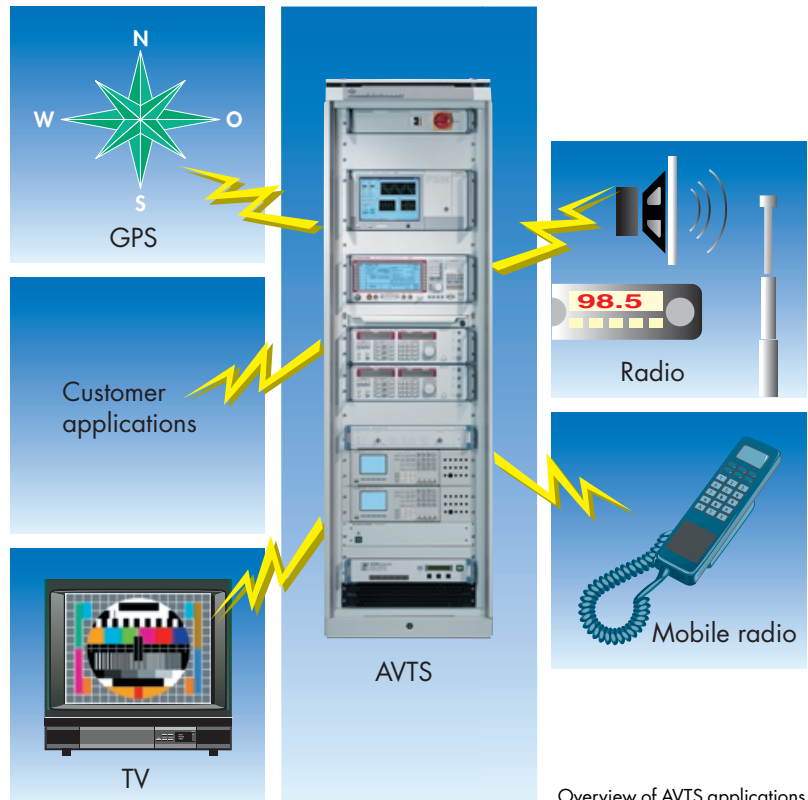 N
W O
S
GPS
Customer
applications
TV
AVTS
98.5
Radio
Mobile radio
Overview of AVTS applications